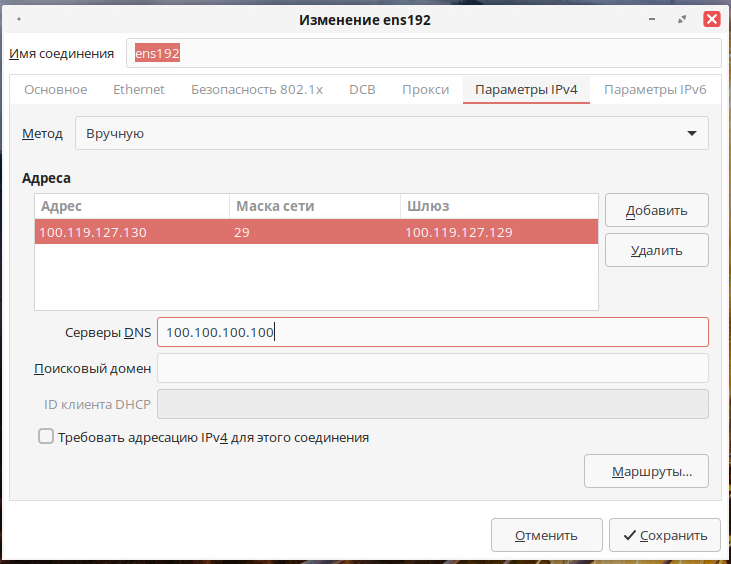 Изменение ens192
Имя соединения ens192
Основное Ethernet Безопасность 802.1x DCB Прокси Параметры IPv4 Параметры IPv6
Метод Вручную
Адреса
Адрес Маска сети Шлюз
100.119.127.130 29 100.119.127.129
Добавить
Удалить
Серверы DNS 100.100.100.100
Поисковый домен
ID клиента DHCP
Требовать адресацию IPv4 для этого соединения
Маршруты...
Отменить Сохранить